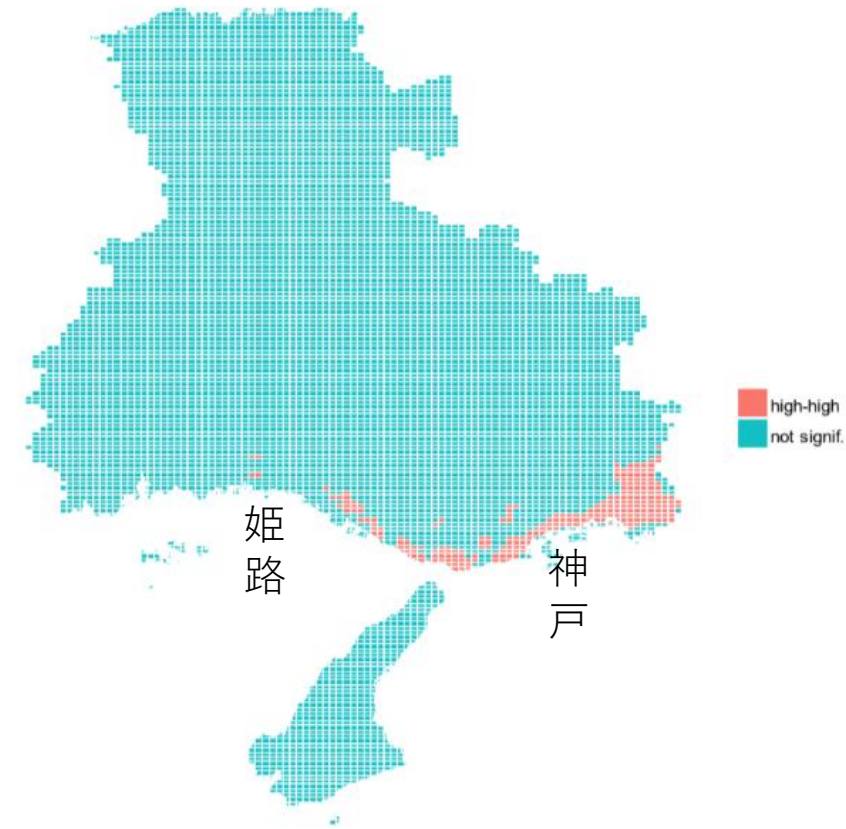 high-high
not signif.
姫路
神戸